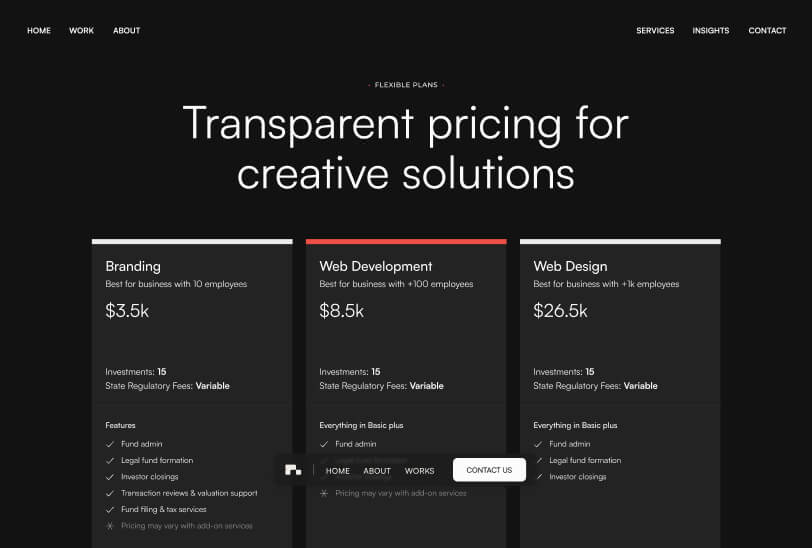 HOME WORK ABOUT
SERVICES INSIGHTS CONTACT
· FLEXIBLE PLANS ·
Transparent pricing for
creative solutions
Branding
Best for business with 10 employees
$3.5k
Investments: 15
State Regulatory Fees: Variable
Features
Fund admin
Legal fund formation
Investor closings
Transaction reviews & valuation support
Fund filing & tax services
Pricing may vary with add-on services
Web Development
Best for business with +100 employees
$8.5k
Investments: 15
State Regulatory Fees: Variable
Everything in Basic plus
Fund admin
Legal fund formation
Investor closings
Pricing may vary with add-on services
Web Design
Best for business with +1k employees
$26.5k
Investments: 15
State Regulatory Fees: Variable
Everything in Basic plus
Fund admin
Legal fund formation
Investor closings
HOME ABOUT WORKS CONTACT US